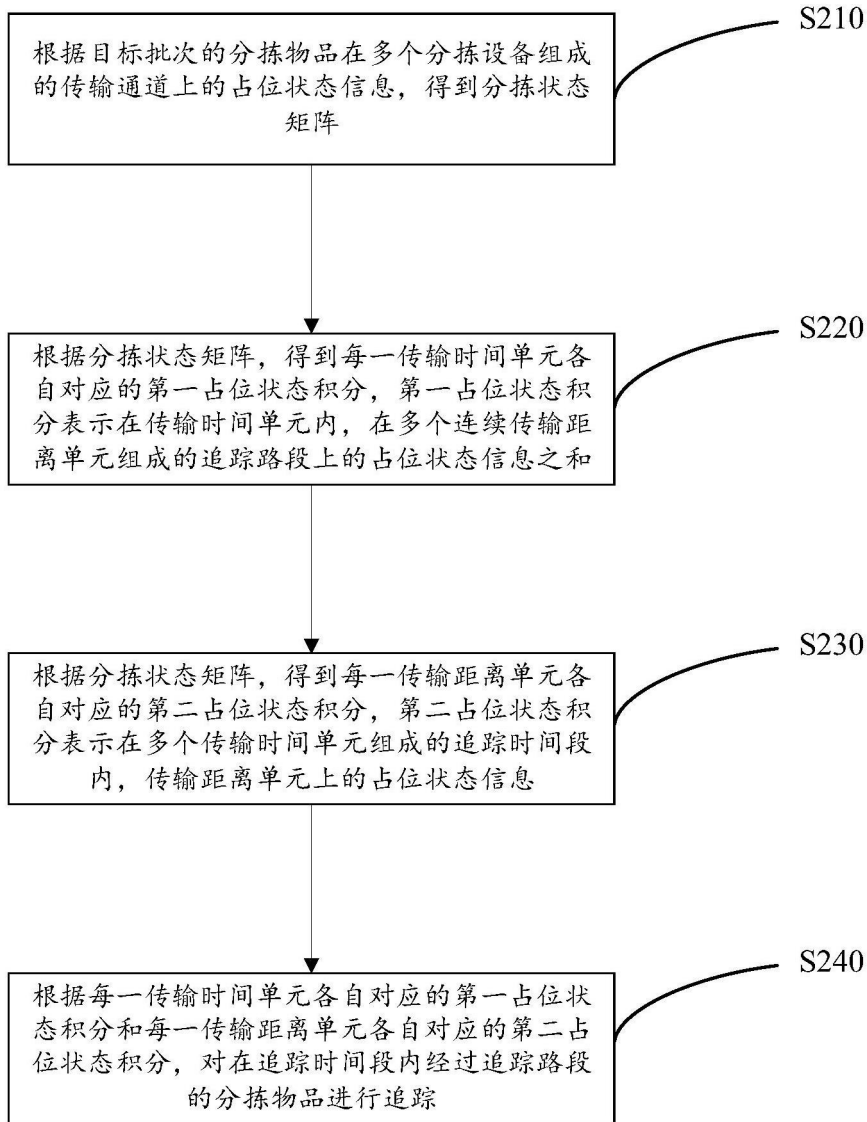 S210
根据目标批次的分拣物品在多个分拣设备组成
的传输通道上的占位状态信息，得到分拣状态
矩阵
S220
根据分拣状态矩阵，得到每一传输时间单元各
自对应的第一占位状态积分，第一占位状态积
分表示在传输时间单元内，在多个连续传输距
离单元组成的追踪路段上的占位状态信息之和
S230
根据分拣状态矩阵，得到每一传输距离单元各
自对应的第二占位状态积分，第二占位状态积
分表示在多个传输时间单元组成的追踪时间段
内，传输距离单元上的占位状态信息
S240
根据每一传输时间单元各自对应的第一占位状
态积分和每一传输距离单元各自对应的第二占
位状态积分，对在追踪时间段内经过追踪路段
的分拣物品进行追踪